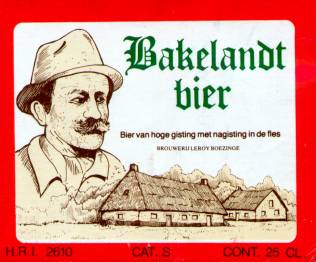 Bakelandt
bier
Bier van hoge gisting met nagisting in de fles
BROUWERIJ LEROY BOEZINGE
H.R.I. 2610 CAT. S CONT. 25 CL.